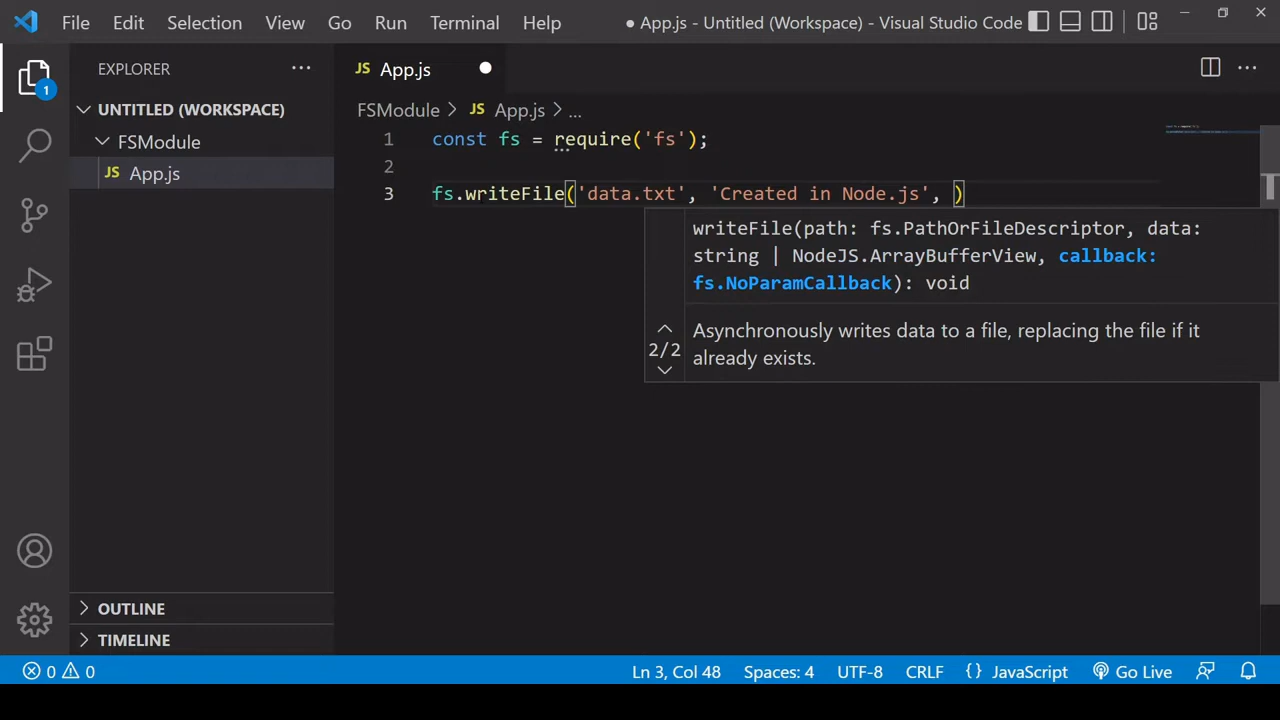 File Edit Selection View Go Run Terminal Help ● App.js - Untitled (Workspace) - Visual Studio Code
EXPLORER ···
1
UNTITLED (WORKSPACE)
FSModule
JS App.js
OUTLINE
TIMELINE
JS App.js ●
FSModule > JS App.js > ...
1 const fs = require('fs');
2
3 fs.writeFile('data.txt', 'Created in Node.js', )
writeFile(path: fs.PathOrFileDescriptor, data:
string | NodeJS.ArrayBufferView, callback:
fs.NoParamCallback): void
2/2
Asynchronously writes data to a file, replacing the file if it
already exists.
0 0 Ln 3, Col 48 Spaces: 4 UTF-8 CRLF {} JavaScript Go Live